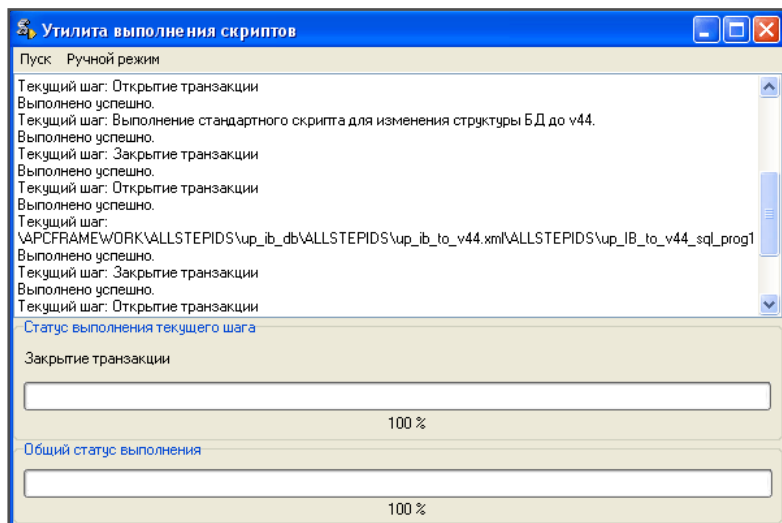 Утилита выполнения скриптов
Пуск Ручной режим
Текущий шаг: Открытие транзакции
Выполнено успешно.
Текущий шаг: Выполнение стандартного скрипта для изменения структуры БД до v44.
Выполнено успешно.
Текущий шаг: Закрытие транзакции
Выполнено успешно.
Текущий шаг: Открытие транзакции
Выполнено успешно.
Текущий шаг:
\APCFRAMEWORK\ALLSTEPIDS\up_ib_db\ALLSTEPIDS\up_ib_to_v44.xml\ALLSTEPIDS\up_IB_to_v44_sql_prog1
Выполнено успешно.
Текущий шаг: Закрытие транзакции
Выполнено успешно.
Текущий шаг: Открытие транзакции
Статус выполнения текущего шага
Закрытие транзакции
100 %
Общий статус выполнения
100 %